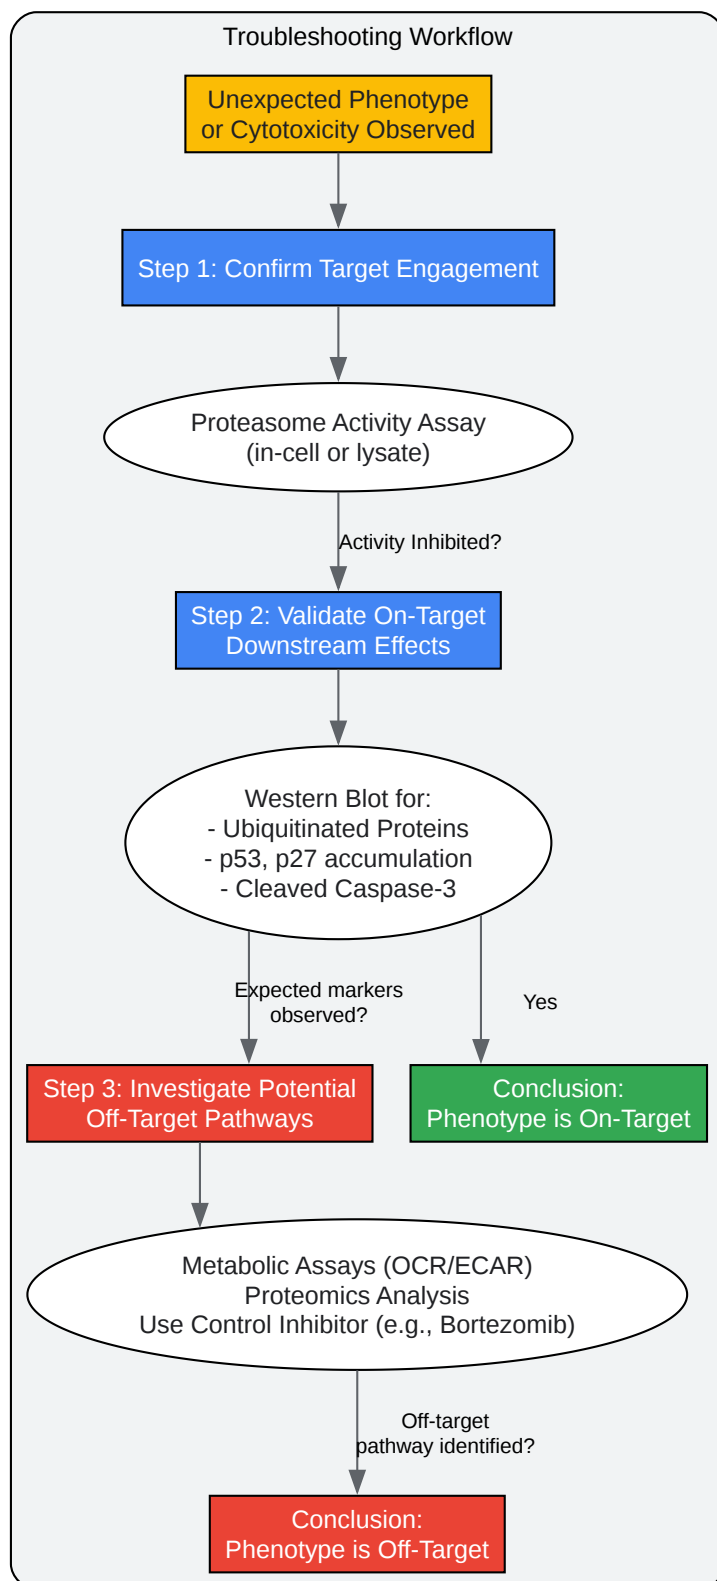 Troubleshooting Workflow
Unexpected Phenotype
or Cytotoxicity Observed
Step 1: Confirm Target Engagement
Proteasome Activity Assay
(in-cell or lysate)
Activity Inhibited?
Step 2: Validate On-Target
Downstream Effects
Western Blot for:
- Ubiquitinated Proteins
- p53, p27 accumulation
- Cleaved Caspase-3
Expected markers
observed?
Yes
Step 3: Investigate Potential
Off-Target Pathways
Conclusion:
Phenotype is On-Target
Metabolic Assays (OCR/ECAR)
Proteomics Analysis
Use Control Inhibitor (e.g., Bortezomib)
Off-target
pathway identified?
Conclusion:
Phenotype is Off-Target